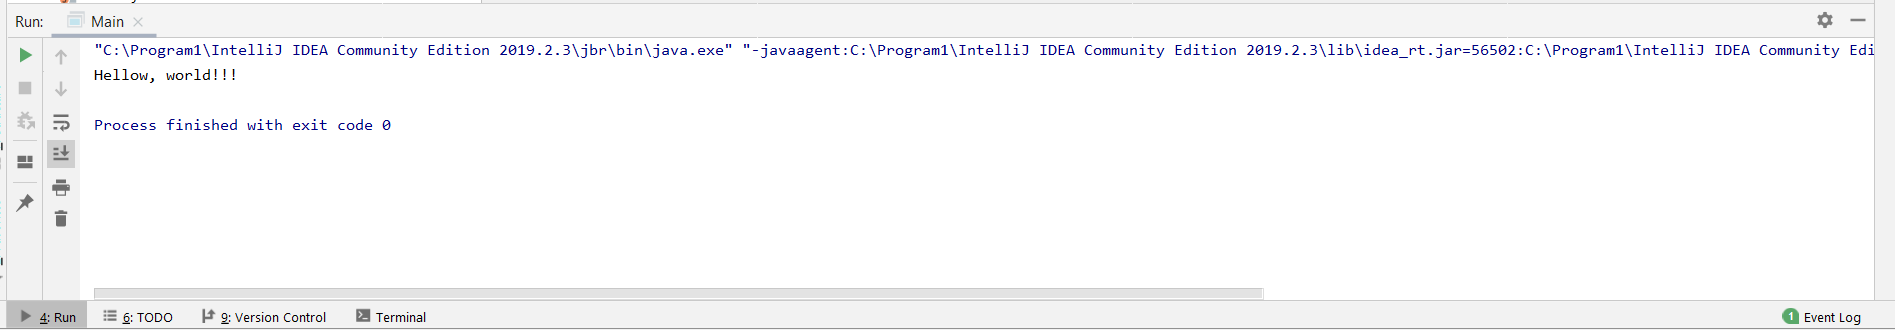 Run: Main
"C:\Program1\IntelliJ IDEA Community Edition 2019.2.3\jbr\bin\java.exe" "-javaagent:C:\Program1\IntelliJ IDEA Community Edition 2019.2.3\lib\idea_rt.jar=56502:C:\Program1\IntelliJ IDEA Community Edi
Hellow, world!!!
Process finished with exit code 0
4: Run 6: TODO 9: Version Control Terminal 1 Event Log